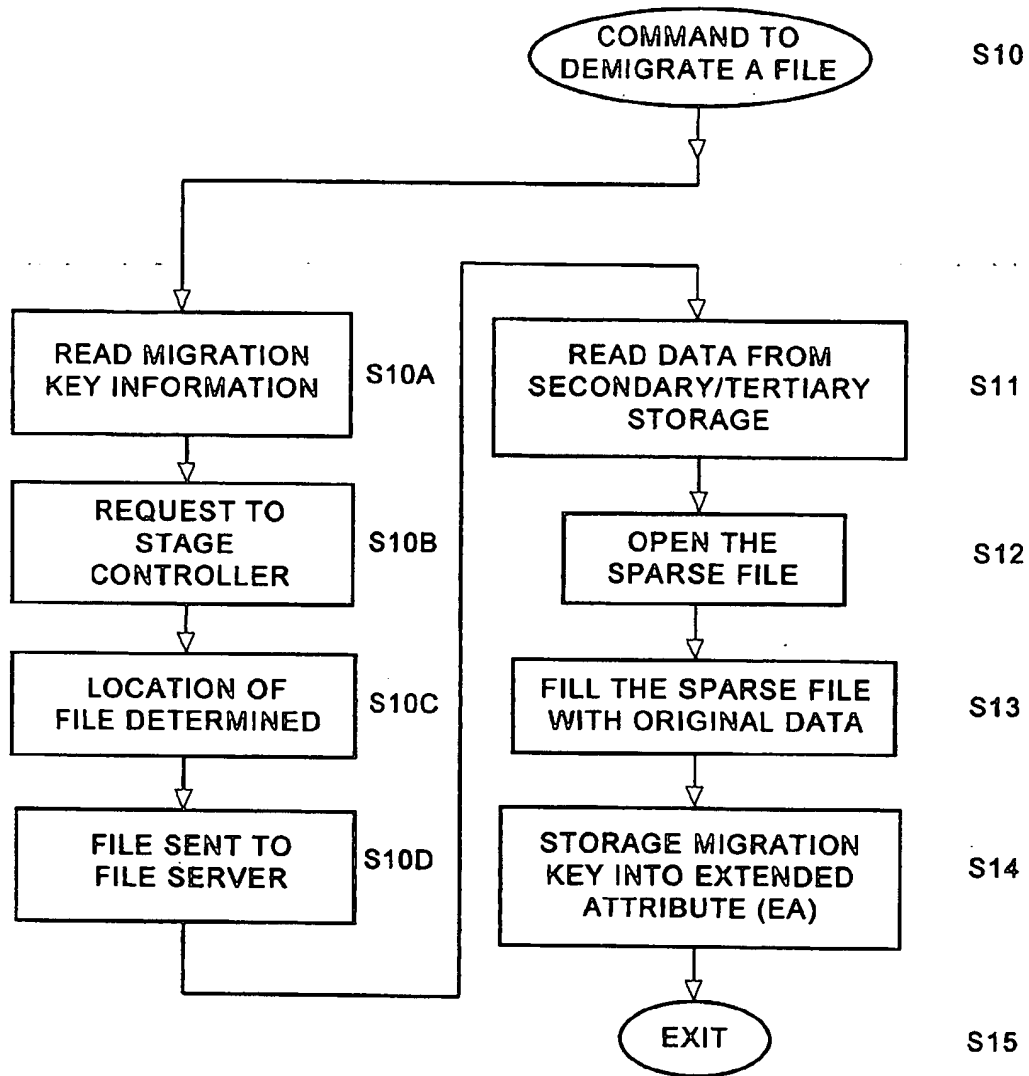 COMMAND TO
DEMIGRATE A FILE
S10
READ MIGRATION
KEY INFORMATION
S10A
REQUEST TO
STAGE
CONTROLLER
S10B
LOCATION OF
FILE DETERMINED
S10C
FILE SENT TO
FILE SERVER
S10D
READ DATA FROM
SECONDARY/TERTIARY
STORAGE
S11
OPEN THE
SPARSE FILE
S12
FILL THE SPARSE FILE
WITH ORIGINAL DATA
S13
STORAGE MIGRATION
KEY INTO EXTENDED
ATTRIBUTE (EA)
S14
EXIT
S15